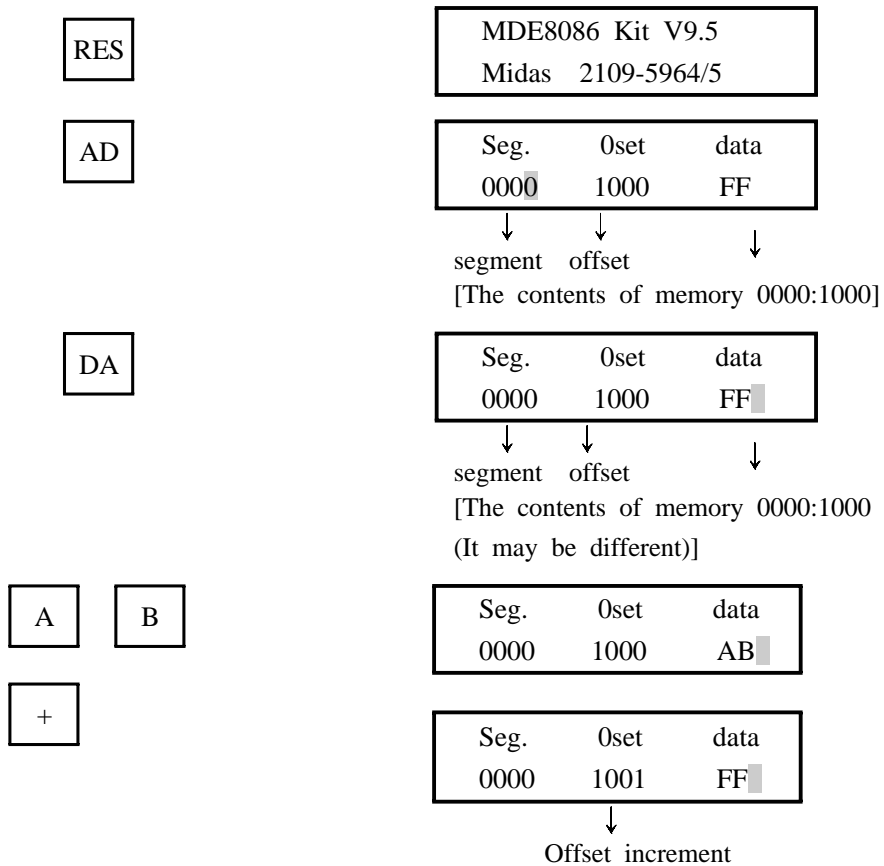 RES
MDE8086 Kit V9.5
Midas 2109-5964/5
AD
Seg. 0set data
0000 1000 FF
segment offset
[The contents of memory 0000:1000]
DA
Seg. 0set data
0000 1000 FF
segment offset
[The contents of memory 0000:1000
(It may be different)]
A B
Seg. 0set data
0000 1000 AB
+
Seg. 0set data
0000 1001 FF
Offset increment